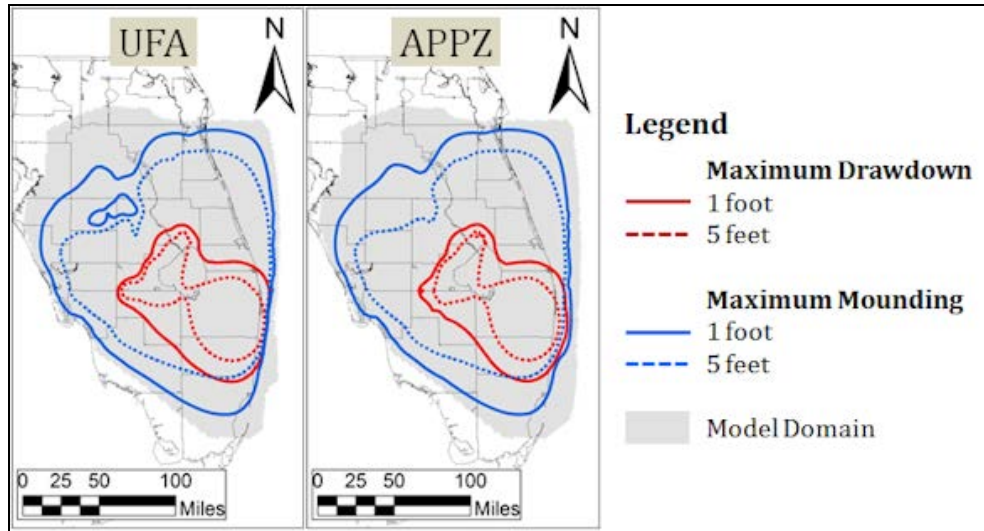 UFA
N
0 25 50 100
Miles
APPZ
N
0 25 50 100
Miles
Legend
Maximum Drawdown
1 foot
5 feet
Maximum Mounding
1 foot
5 feet
Model Domain